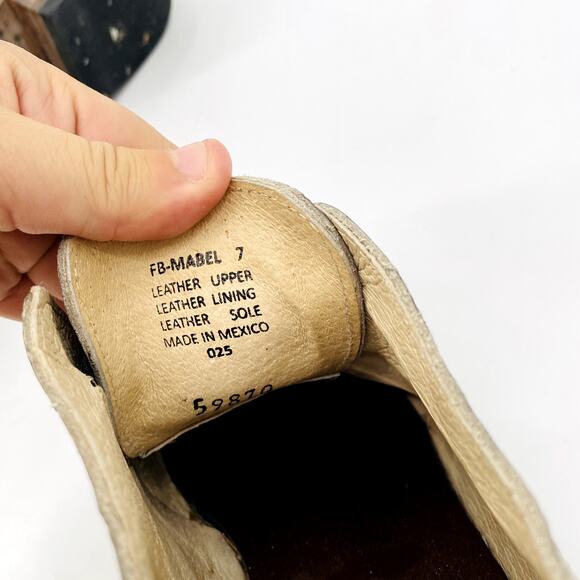 FB-MABEL 7
LEATHER UPPER
LEATHER LINING
LEATHER SOLE
MADE IN MEXICO
025
59870